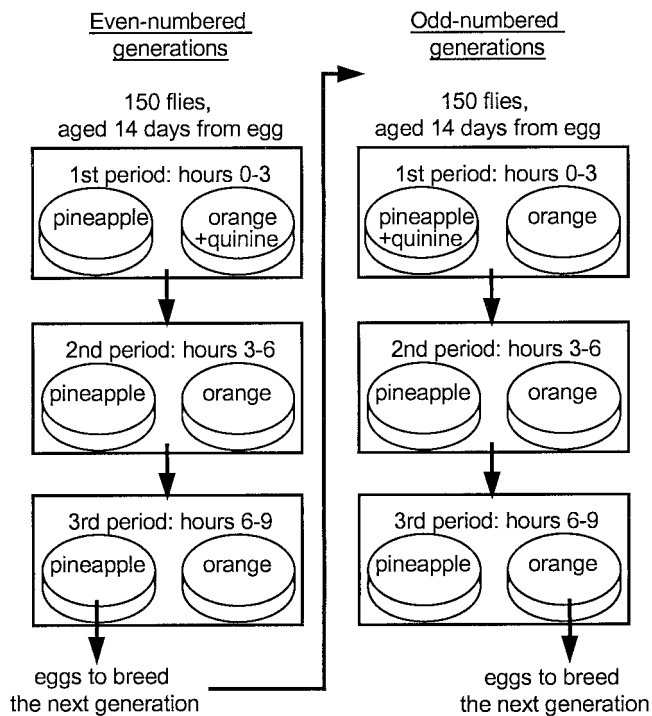 Even-numbered
generations
150 flies,
aged 14 days from egg
1st period: hours 0-3
pineapple
orange
+quinine
2nd period: hours 3-6
pineapple
orange
3rd period: hours 6-9
pineapple
orange
eggs to breed
the next generation
Odd-numbered
generations
150 flies,
aged 14 days from egg
1st period: hours 0-3
pineapple
+quinine
orange
2nd period: hours 3-6
pineapple
orange
3rd period: hours 6-9
pineapple
orange
eggs to breed
the next generation